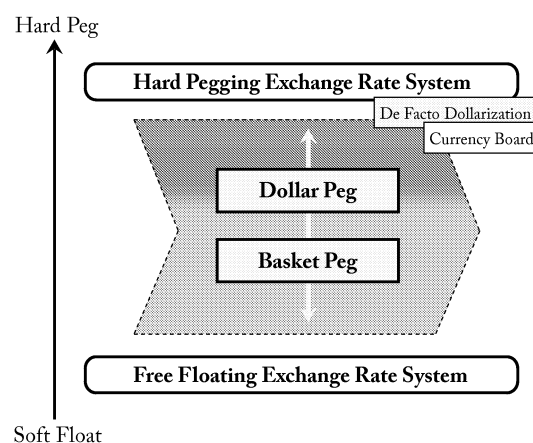 Hard Peg
Hard Pegging Exchange Rate System
De Facto Dollarization
Currency Board
Dollar Peg
Basket Peg
Free Floating Exchange Rate System
Soft Float